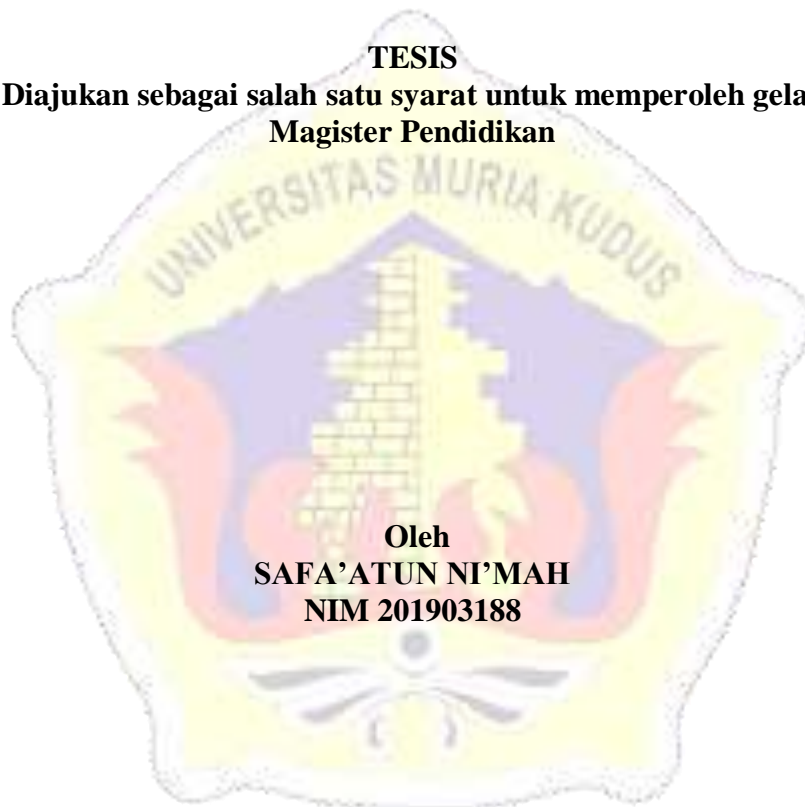 TESIS
Diajukan sebagai salah satu syarat untuk memperoleh gela
Magister Pendidikan
UNIVERSITAS MURIA KUDUS
Oleh
SAFA’ATUN NI’MAH
NIM 201903188